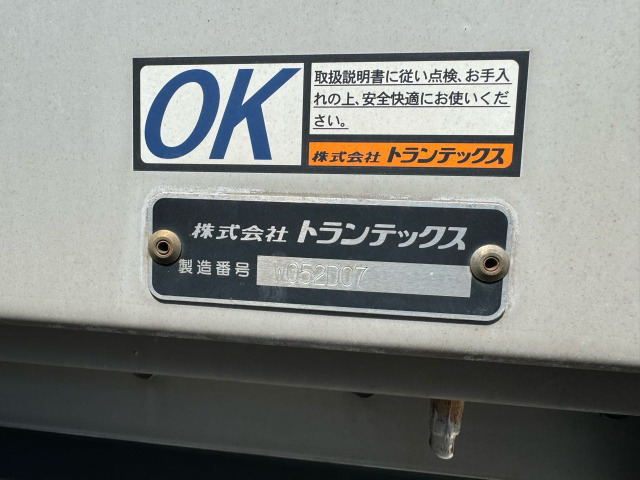 OK
取扱説明書に従い点検、お手入
れの上、安全快適にお使いくだ
さい。
株式会社 トランテックス
株式会社 トランテックス
製造番号 W052D07